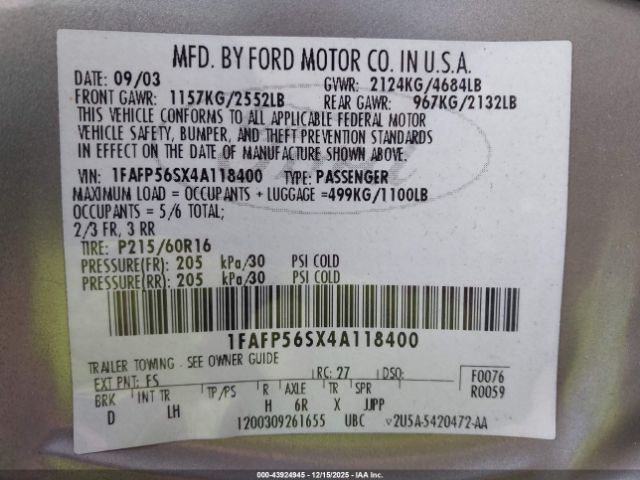 MFD. BY FORD MOTOR CO. IN U.S.A.
DATE: 09/03 GVWR: 2124KG/4684LB
FRONT GAWR: 1157KG/2552LB REAR GAWR: 967KG/2132LB
THIS VEHICLE CONFORMS TO ALL APPLICABLE FEDERAL MOTOR
VEHICLE SAFETY, BUMPER, AND THEFT PREVENTION STANDARDS
IN EFFECT ON THE DATE OF MANUFACTURE SHOWN ABOVE.
VIN: 1FAFP56SX4A118400 TYPE: PASSENGER
MAXIMUM LOAD = OCCUPANTS + LUGGAGE =499KG/1100LB
OCCUPANTS = 5/6 TOTAL;
2/3 FR, 3 RR
TIRE: P215/60R16
PRESSURE(FR): 205 kPa/30 PSI COLD
PRESSURE(RR): 205 kPa/30 PSI COLD
1FAFP56SX4A118400
TRAILER TOWING - SEE OWNER GUIDE
EXT PNT: FS RC: 27 DSO: F0076
BRK INT TR TP/PS R AXLE TR SPR R0059
D LH H 6R X JJPP
1200309261655 UBC v2U5A-5420472-AA
000-43924945 - 12/15/2025 - IAA/CDN.